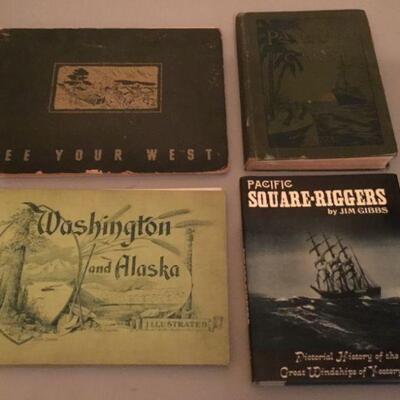 EE YOUR WEST
Washington
and Alaska
ILLUSTRATED
PACIFIC
SQUARE-RIGGERS
by JIM GIBBS
Pictorial History of the
Great Windships of Yester